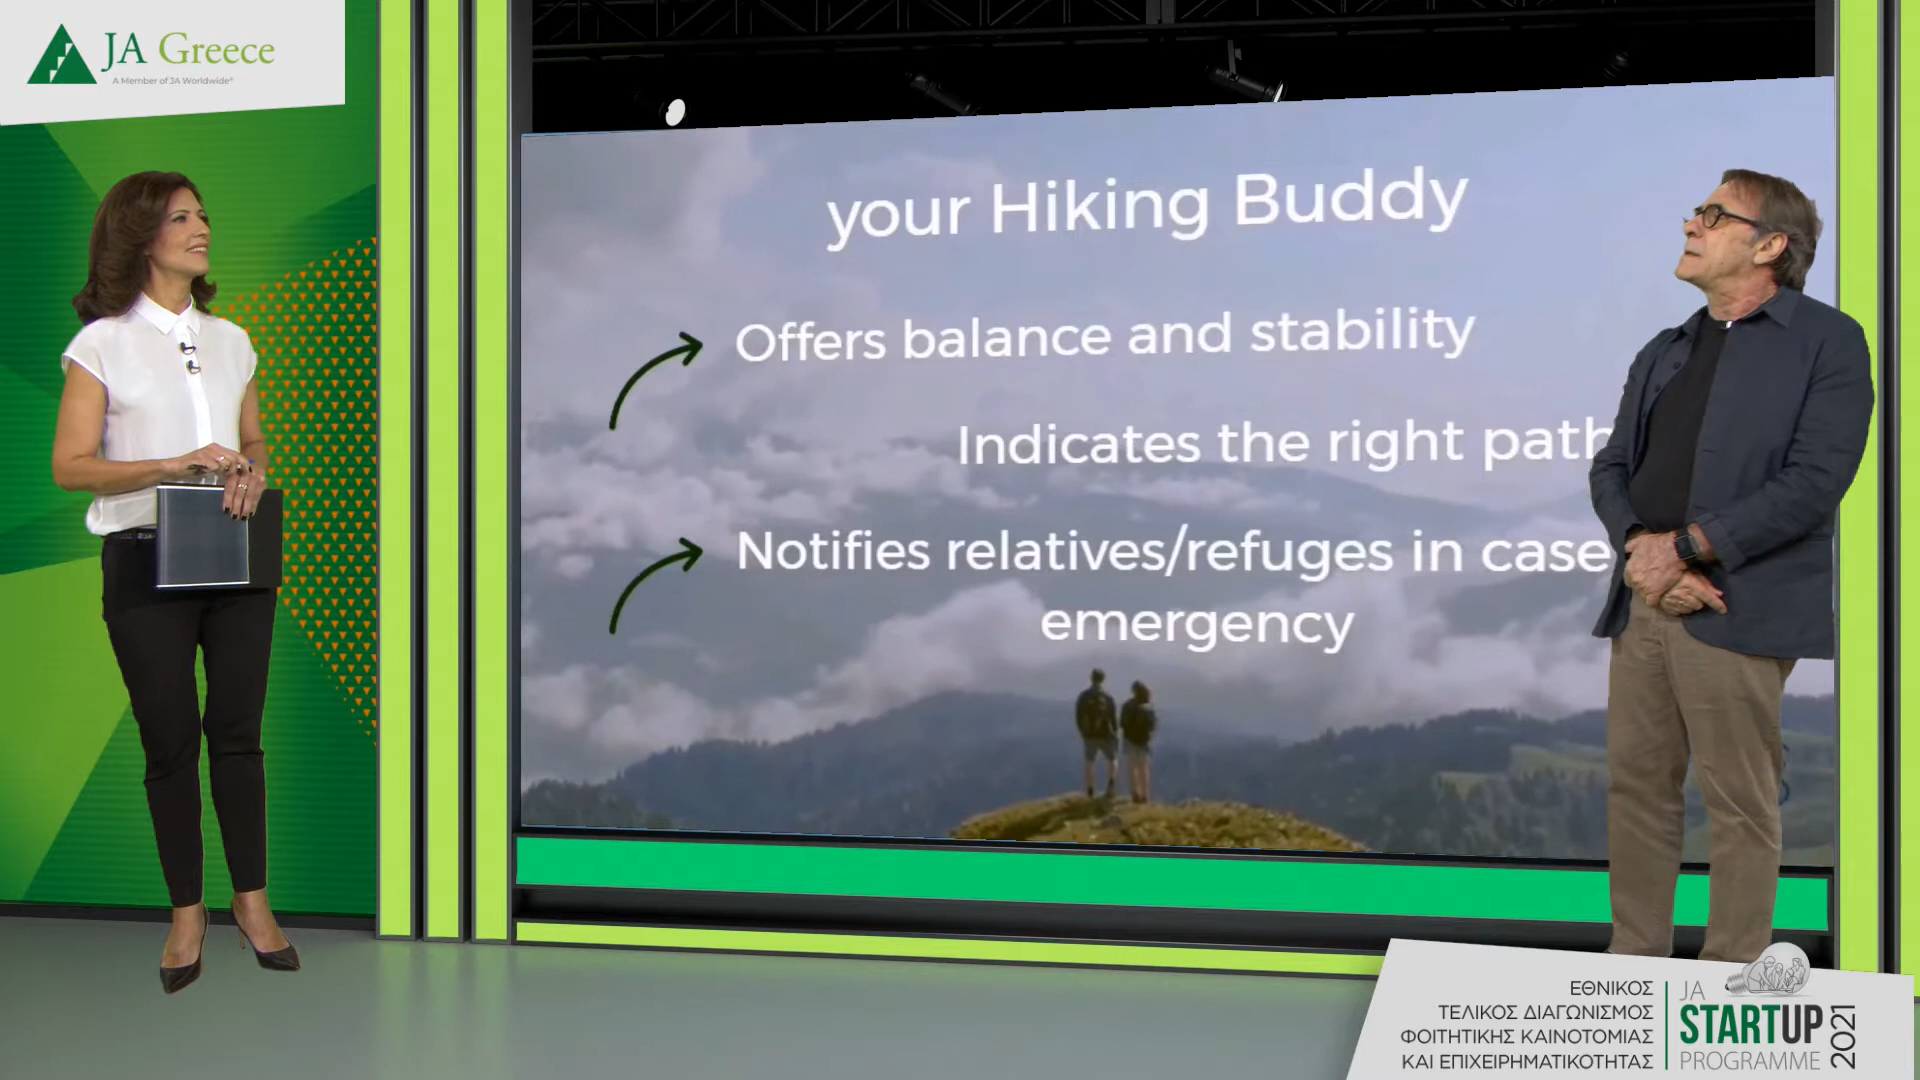 JA Greece
A Member of JA Worldwide®
your Hiking Buddy
Offers balance and stability
Indicates the right path
Notifies relatives/refuges in case
emergency
ΕΘΝΙΚΟΣ
ΤΕΛΙΚΟΣ ΔΙΑΓΩΝΙΣΜΟΣ
ΦΟΙΤΗΤΙΚΗΣ ΚΑΙΝΟΤΟΜΙΑΣ
ΚΑΙ ΕΠΙΧΕΙΡΗΜΑΤΙΚΟΤΗΤΑΣ
JA
STARTUP
PROGRAMME
2021